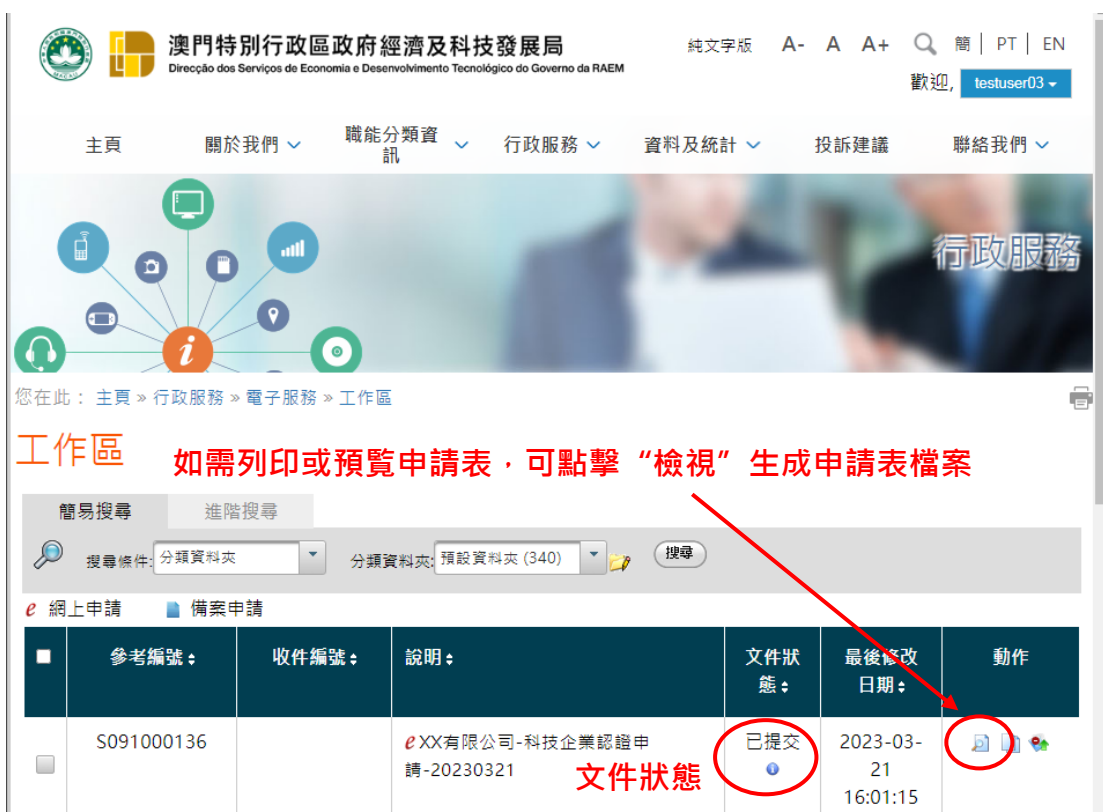 澳門特別行政區政府經濟及科技發展局
Direcção dos Serviços de Economia e Desenvolvimento Tecnológico do Governo da RAEM
MACAU
純文字版 A- A A+ 簡 | PT | EN
歡迎, testuser03
主頁 關於我們 職能分類資訊 行政服務 資料及統計 投訴建議 聯絡我們
行政服務
i
您在此： 主頁 » 行政服務 » 電子服務 » 工作區
工作區
如需列印或預覧申請表，可點擊“檢視”生成申請表檔案
簡易搜尋 進階搜尋
搜尋條件: 分類資料夾 分類資料夾: 預設資料夾 (340) 搜尋
e 網上申請 備案申請
參考編號 收件編號 說明 文件狀態 最後修改日期 動作
S091000136 e XX有限公司-科技企業認證申請-20230321 已提交 2023-03-21 16:01:15
文件狀態